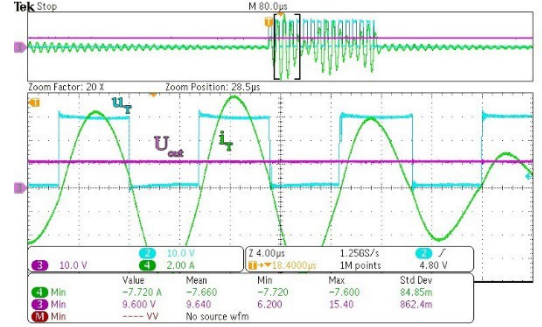 Tek Stop M 80.0µs
Zoom Factor: 20 X Zoom Position: 28.5µs
u_T
U_out i_T
2 10.0 V Z 4.00µs 1.25GS/s 2
3 10.0 V 4 2.00 A 18.4000µs 1M points 4.80 V
Value Mean Min Max Std Dev
4 Min −7.720 A −7.660 −7.720 −7.600 84.85m
3 Min 9.600 V 9.640 6.200 15.40 862.4m
M Min ---- VV No source wfm